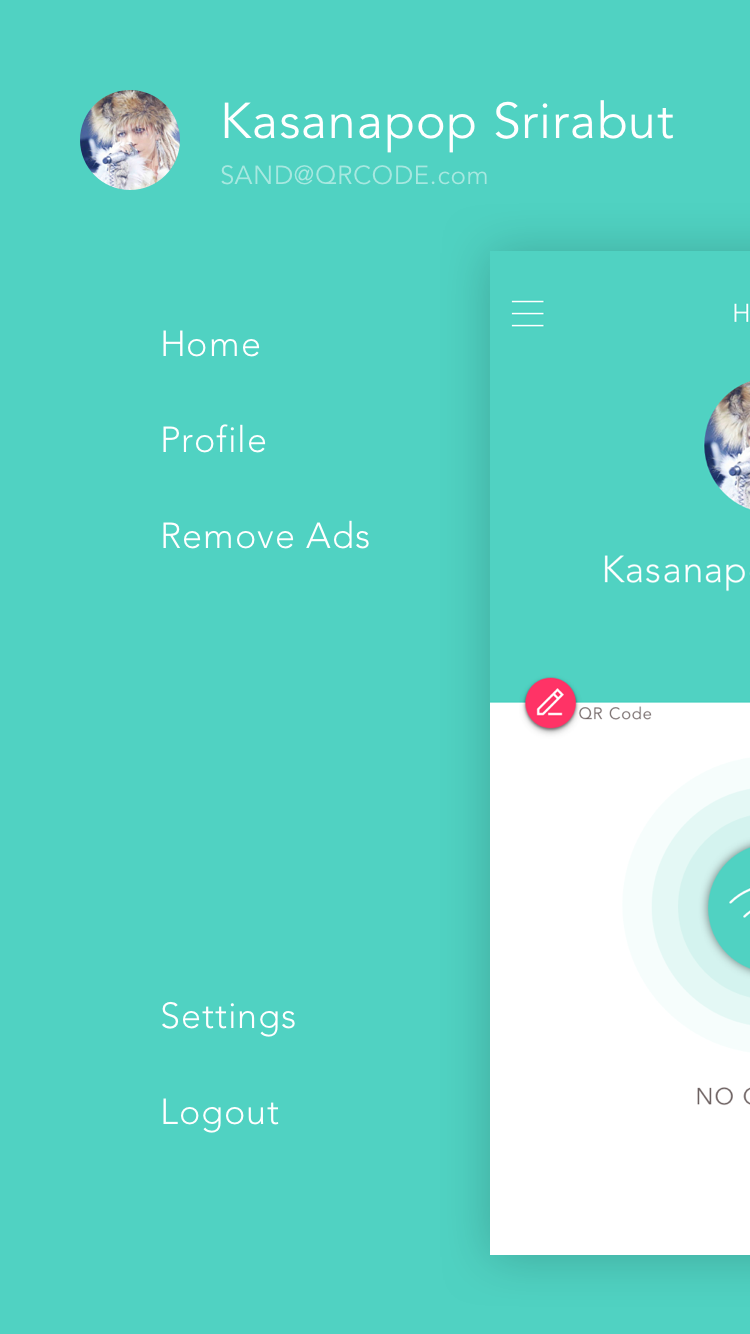 Kasanapop Srirabut
SAND@QRCODE.com
Home
Profile
Remove Ads
Settings
Logout
H
Kasanap
QR Code
NO